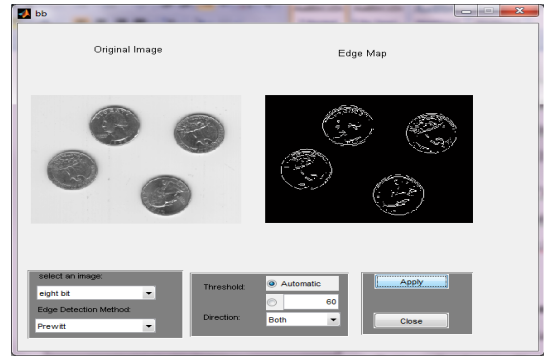 bb
Original Image
Edge Map
select an image:
eight bit
Edge Detection Method:
Prewitt
Threshold:
Automatic
60
Direction:
Both
Apply
Close